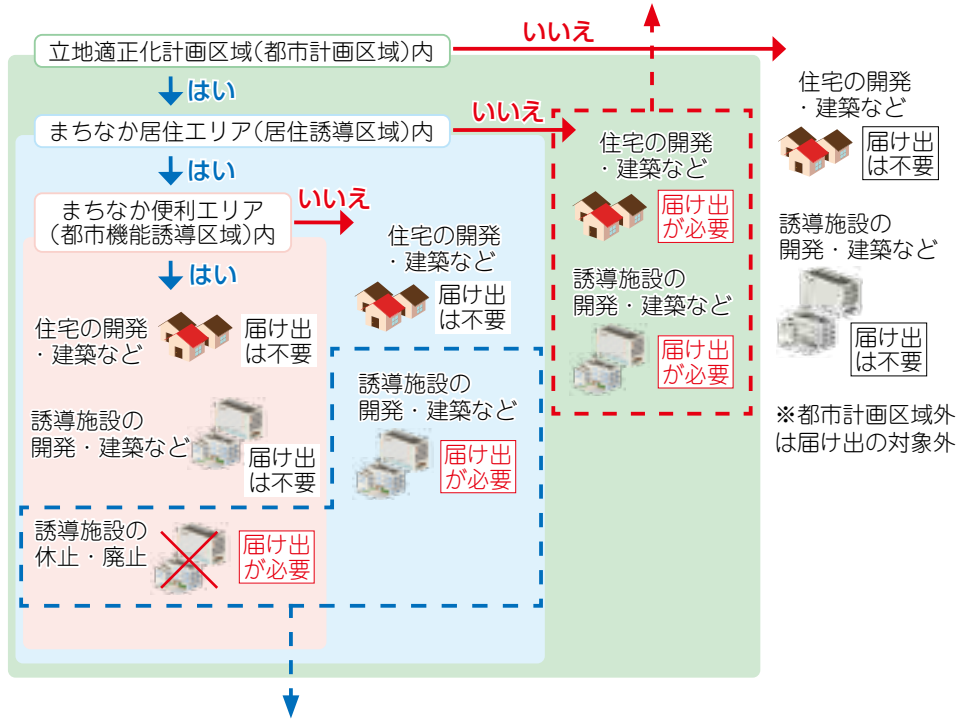 いいえ
立地適正化計画区域(都市計画区域)内
はい
いいえ
まちなか居住エリア(居住誘導区域)内
はい
いいえ
まちなか便利エリア
(都市機能誘導区域)内
はい
住宅の開発
・建築など
届け出
は不要
誘導施設の
開発・建築など
届け出
は不要
誘導施設の
休止・廃止
届け出
が必要
住宅の開発
・建築など
届け出
は不要
誘導施設の
開発・建築など
届け出
が必要
住宅の開発
・建築など
届け出
が必要
誘導施設の
開発・建築など
届け出
が必要
住宅の開発
・建築など
届け出
は不要
誘導施設の
開発・建築など
届け出
は不要
※都市計画区域外
は届け出の対象外